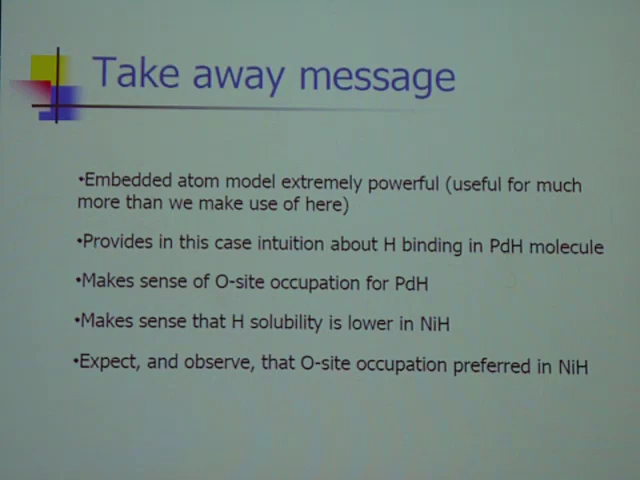 Take away message
•Embedded atom model extremely powerful (useful for much
more than we make use of here)
•Provides in this case intuition about H binding in PdH molecule
•Makes sense of O-site occupation for PdH
•Makes sense that H solubility is lower in NiH
•Expect, and observe, that O-site occupation preferred in NiH